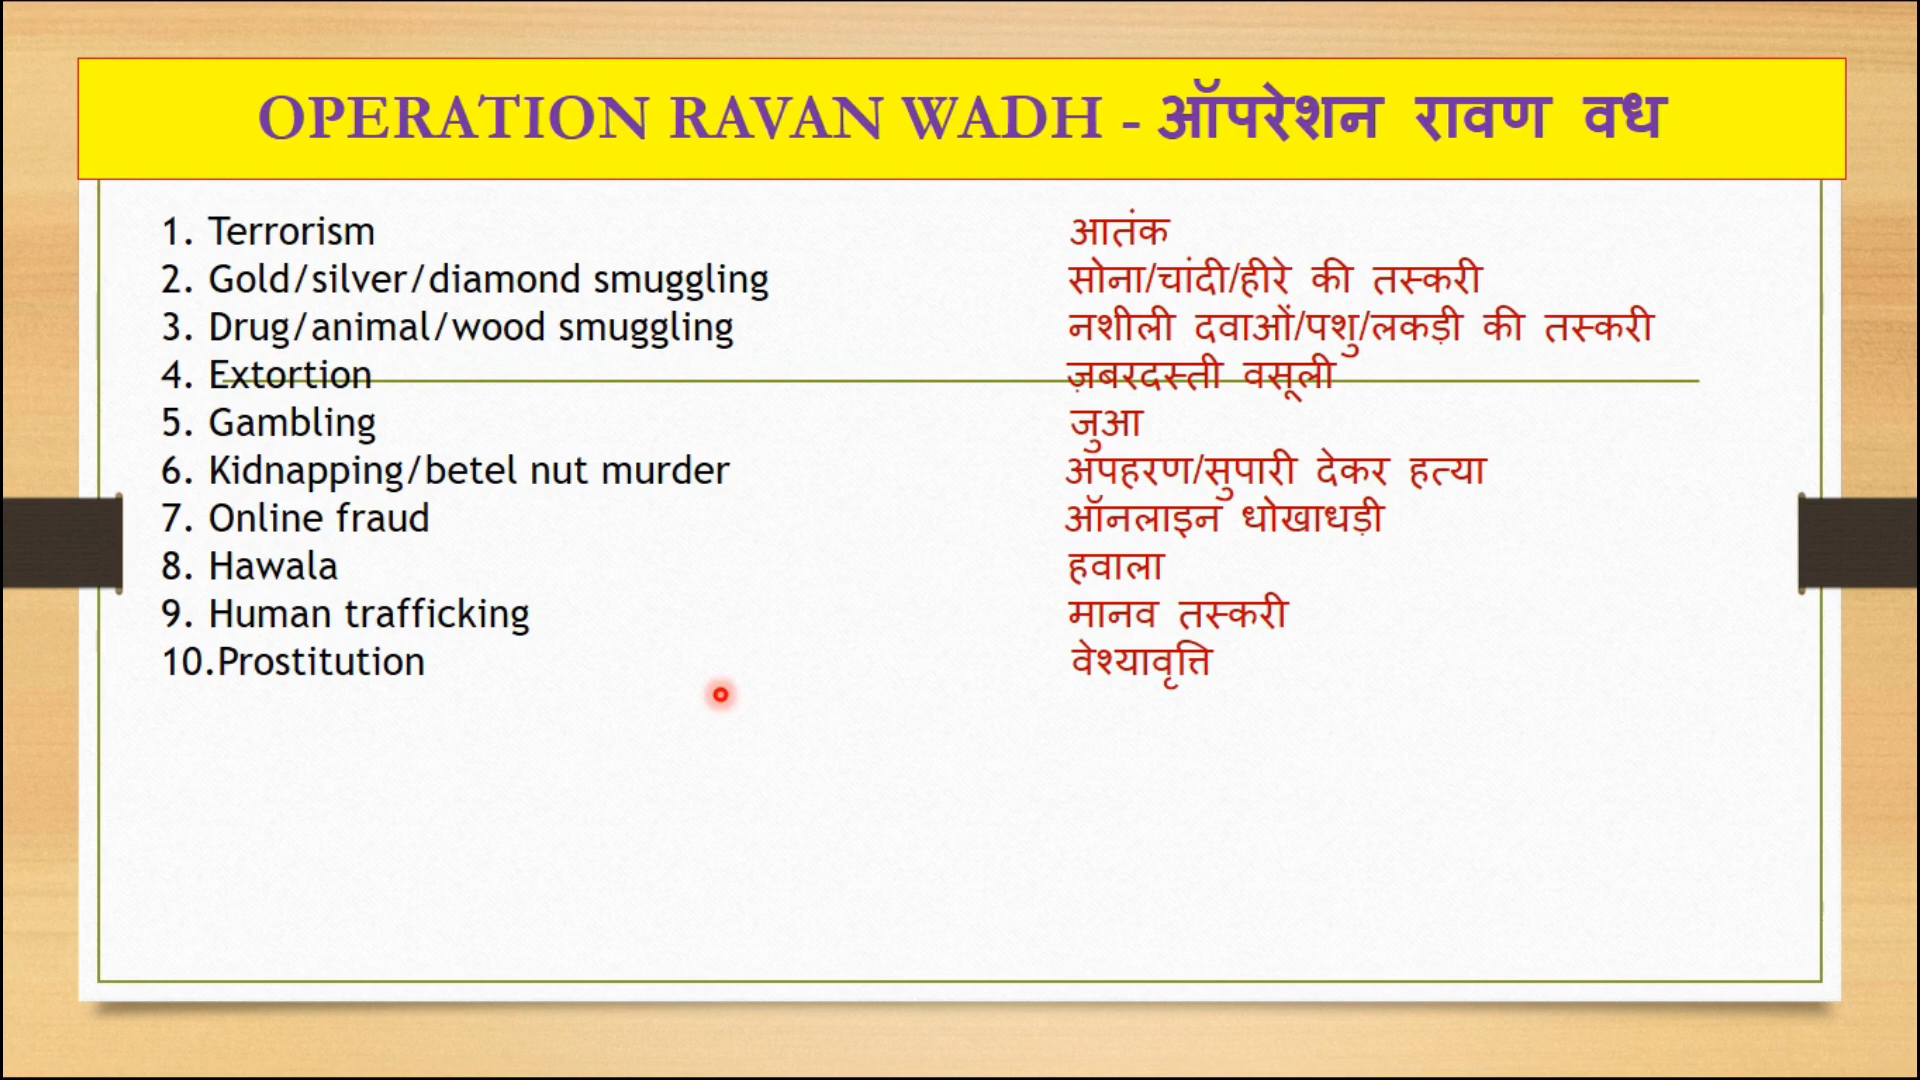 OPERATION RAVAN WADH - ऑपरेशन रावण वध
1. Terrorism आतंक
2. Gold/silver/diamond smuggling सोना/चांदी/हीरे की तस्करी
3. Drug/animal/wood smuggling नशीली दवाओं/पशु/लकड़ी की तस्करी
4. Extortion ज़बरदस्ती वसूली
5. Gambling जुआ
6. Kidnapping/betel nut murder अपहरण/सुपारी देकर हत्या
7. Online fraud ऑनलाइन धोखाधड़ी
8. Hawala हवाला
9. Human trafficking मानव तस्करी
10.Prostitution वेश्यावृत्ति